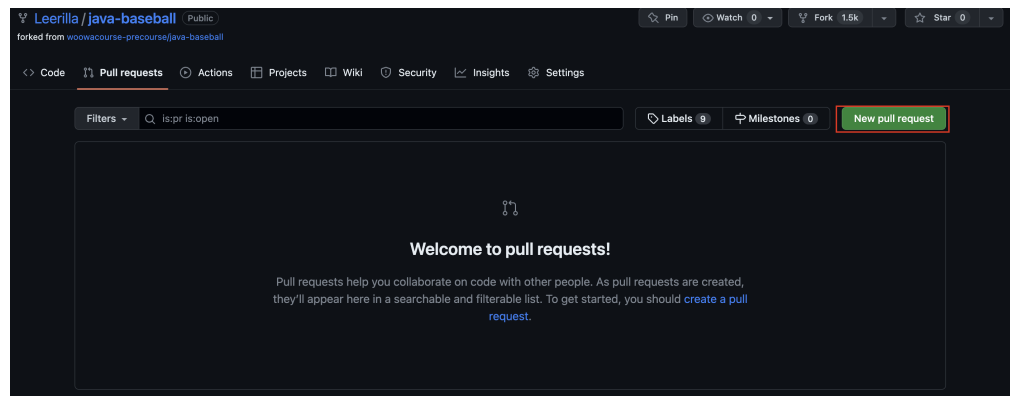 Leerilla / java-baseball Public Pin Watch 0 Fork 1.5k Star 0
forked from woowacourse-precourse/java-baseball
Code Pull requests Actions Projects Wiki Security Insights Settings
Filters is:pr is:open Labels 9 Milestones 0 New pull request
Welcome to pull requests!
Pull requests help you collaborate on code with other people. As pull requests are created,
they'll appear here in a searchable and filterable list. To get started, you should create a pull
request.